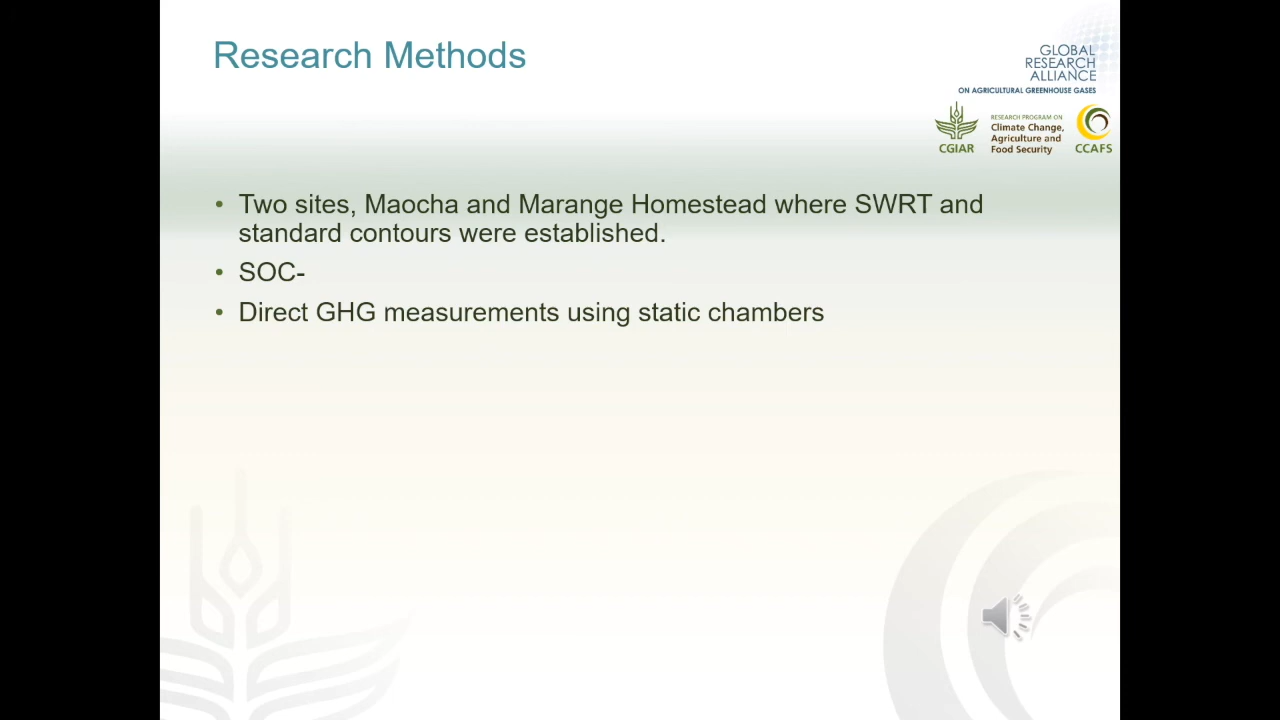 Research Methods
GLOBAL
RESEARCH
ALLIANCE
ON AGRICULTURAL GREENHOUSE GASES
CGIAR
RESEARCH PROGRAM ON
Climate Change,
Agriculture and
Food Security
CCAFS
• Two sites, Maocha and Marange Homestead where SWRT and
standard contours were established.
• SOC-
• Direct GHG measurements using static chambers